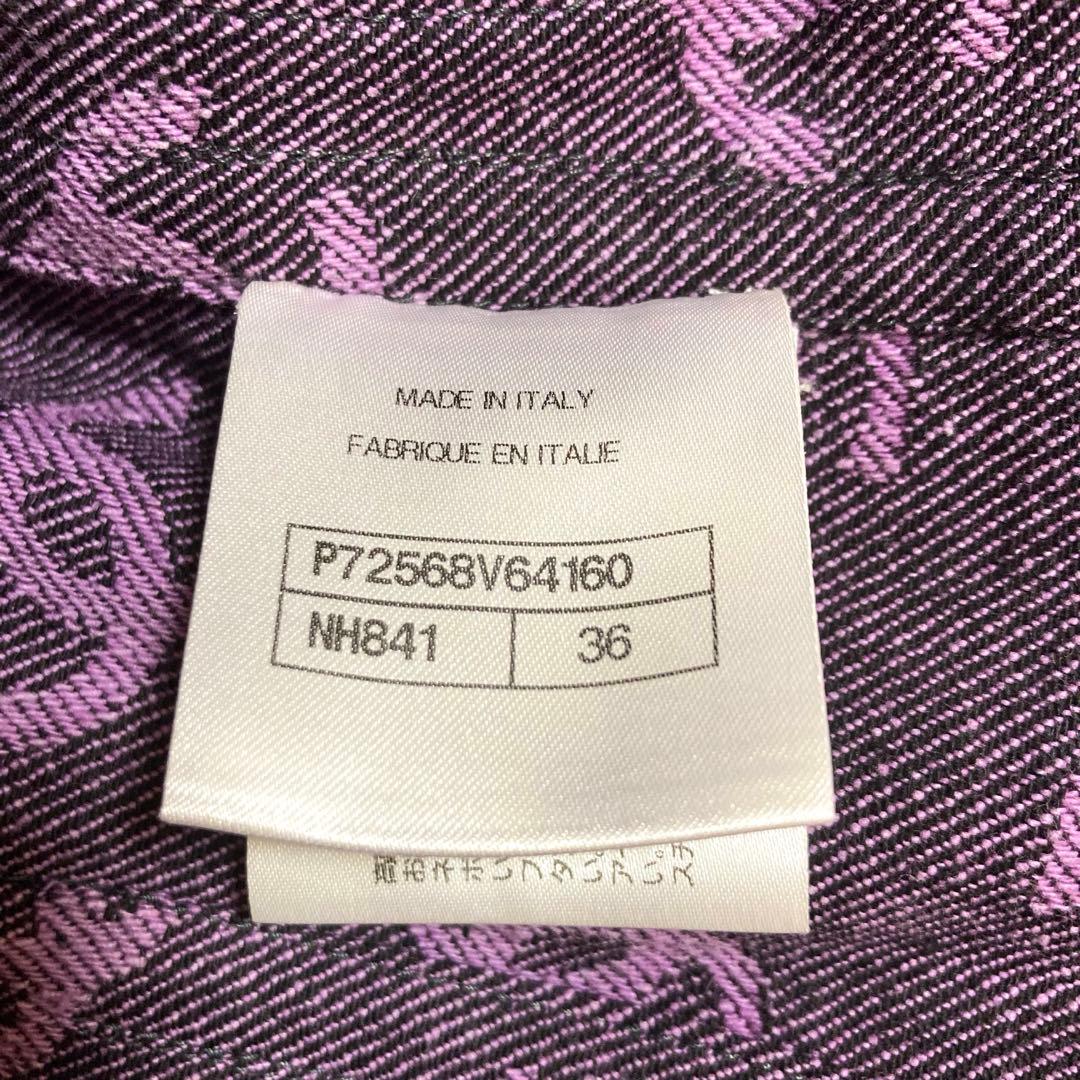 MADE IN ITALY
FABRIQUE EN ITALIE
P72568V64160
NH841 36